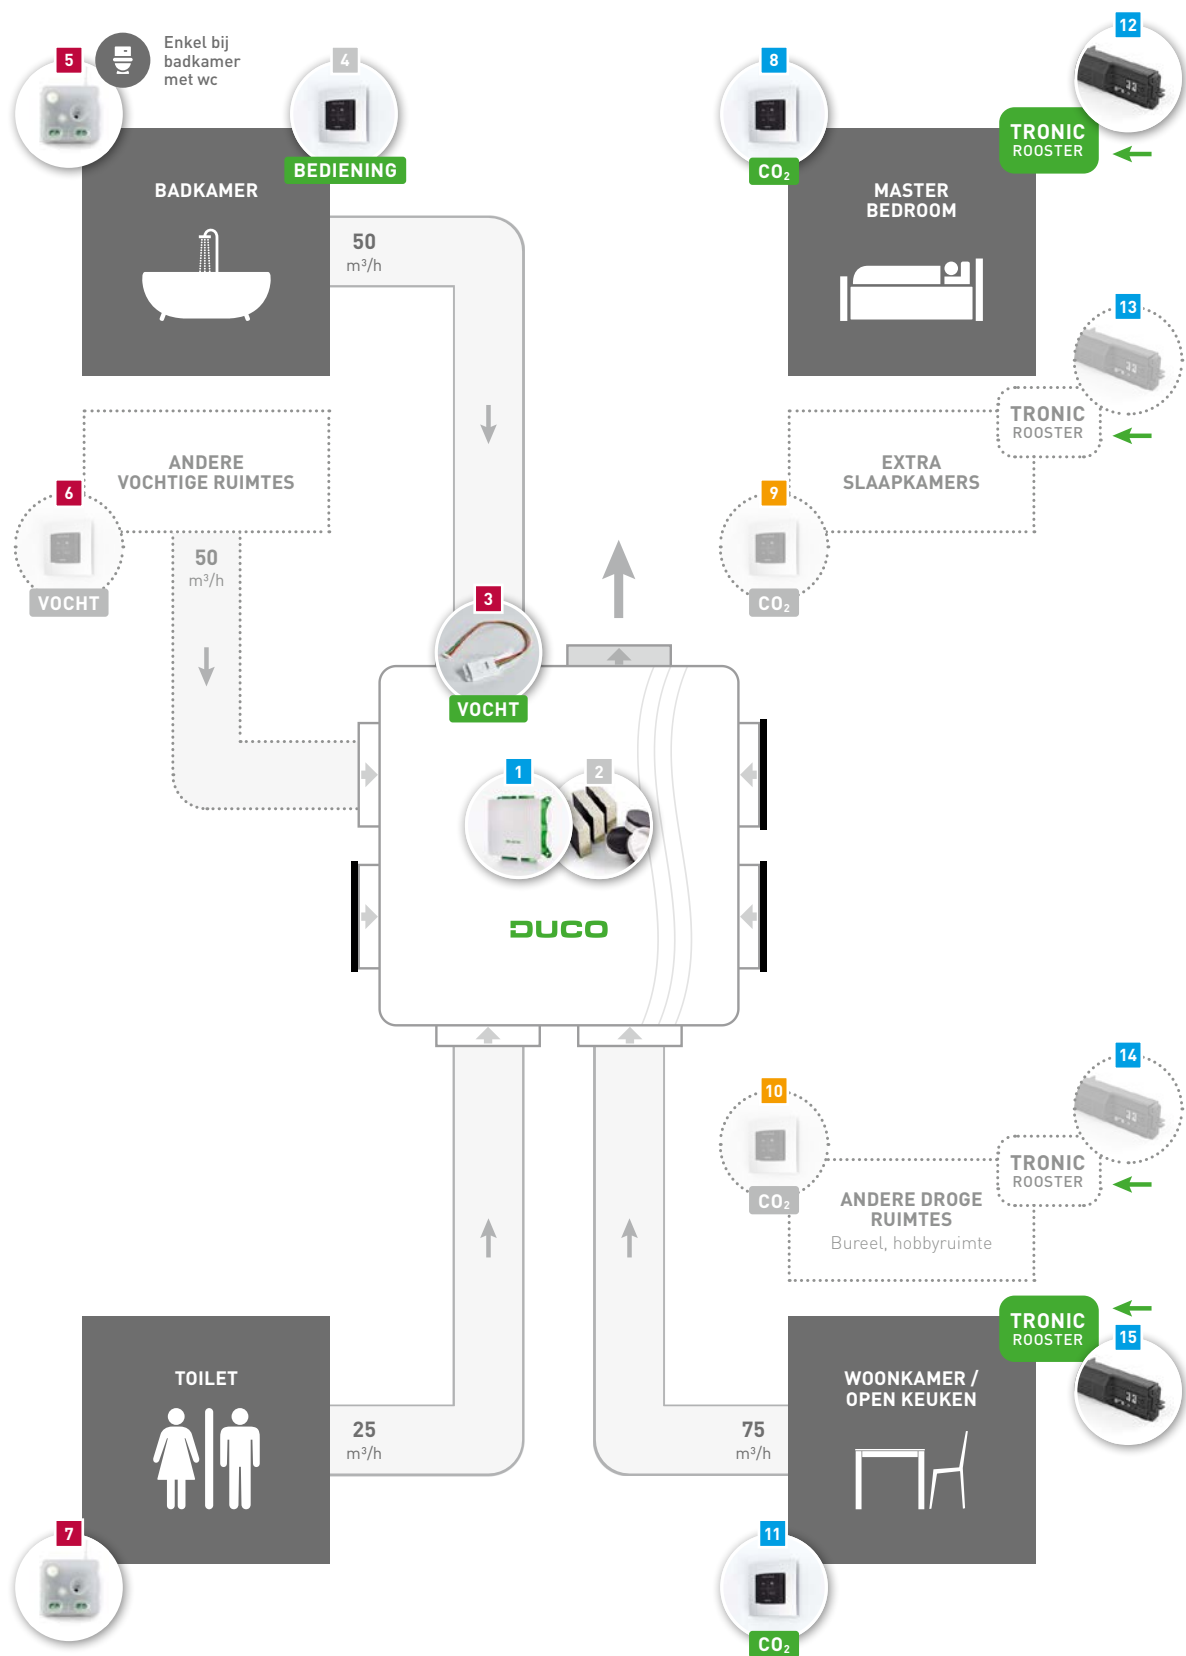 5
Enkel bij
badkamer
met wc
4
BEDIENING
BADKAMER
50
m³/h
8
CO₂
12
TRONIC
ROOSTER
MASTER
BEDROOM
13
TRONIC
ROOSTER
ANDERE
VOCHTIGE RUIMTES
6
VOCHT
50
m³/h
EXTRA
SLAAPKAMERS
9
CO₂
3
VOCHT
1
2
DUCO
10
CO₂
14
TRONIC
ROOSTER
ANDERE DROGE
RUIMTES
Bureel, hobbyruimte
TOILET
25
m³/h
7
TRONIC
ROOSTER
15
WOONKAMER /
OPEN KEUKEN
75
m³/h
11
CO₂